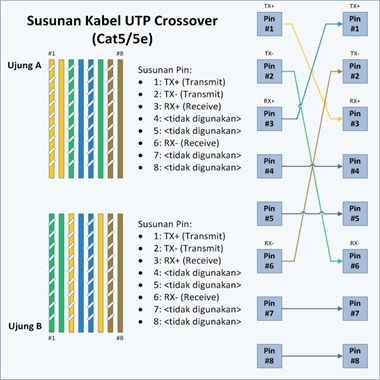 Susunan Kabel UTP Crossover
(Cat5/5e)
#1
#8
Ujung A
Susunan Pin:
• 1: TX+ (Transmit)
• 2: TX- (Transmit)
• 3: RX+ (Receive)
• 4: <tidak digunakan>
• 5: <tidak digunakan>
• 6: RX- (Receive)
• 7: <tidak digunakan>
• 8: <tidak digunakan>
Susunan Pin:
• 1: TX+ (Transmit)
• 2: TX- (Transmit)
• 3: RX+ (Receive)
• 4: <tidak digunakan>
• 5: <tidak digunakan>
• 6: RX- (Receive)
• 7: <tidak digunakan>
• 8: <tidak digunakan>
Ujung B
#1
#8
TX+
Pin
#1
TX+
Pin
#1
TX-
Pin
#2
TX-
Pin
#2
RX+
Pin
#3
RX+
Pin
#3
Pin
#4
Pin
#4
Pin
#5
Pin
#5
RX-
Pin
#6
RX-
Pin
#6
Pin
#7
Pin
#7
Pin
#8
Pin
#8